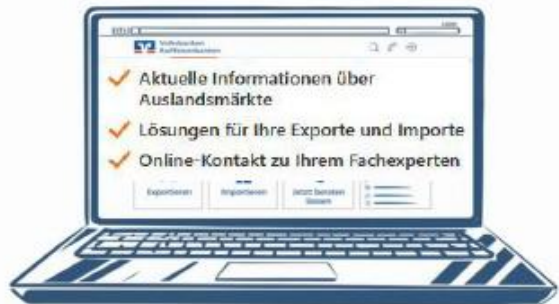 Volksbanken
Raiffeisenbanken
Aktuelle Informationen über
Auslandsmärkte
Lösungen für Ihre Exporte und Importe
Online-Kontakt zu Ihrem Fachexperten
Exportieren
Importieren
Jetzt beraten
lassen